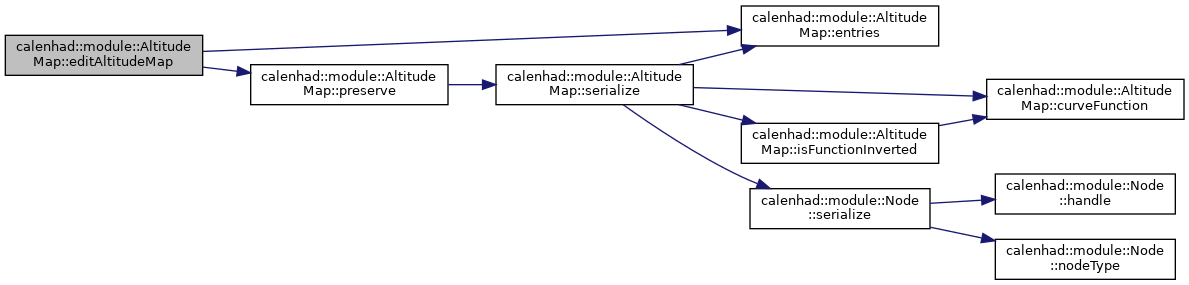 calenhad::module::Altitude
Map::editAltitudeMap
calenhad::module::Altitude
Map::preserve
calenhad::module::Altitude
Map::serialize
calenhad::module::Altitude
Map::entries
calenhad::module::Altitude
Map::isFunctionInverted
calenhad::module::Node
::serialize
calenhad::module::Altitude
Map::curveFunction
calenhad::module::Node
::handle
calenhad::module::Node
::nodeType